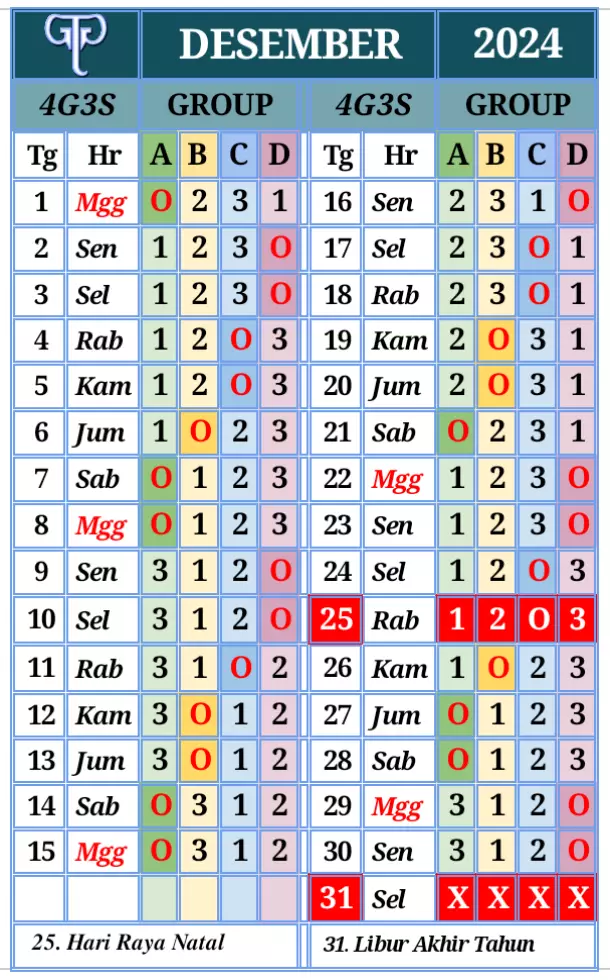 GTP DESEMBER 2024
4G3S GROUP 4G3S GROUP
Tg Hr A B C D Tg Hr A B C D
1 Mgg O 2 3 1 16 Sen 2 3 1 O
2 Sen 1 2 3 O 17 Sel 2 3 O 1
3 Sel 1 2 3 O 18 Rab 2 3 O 1
4 Rab 1 2 O 3 19 Kam 2 O 3 1
5 Kam 1 2 O 3 20 Jum 2 O 3 1
6 Jum 1 O 2 3 21 Sab O 2 3 1
7 Sab O 1 2 3 22 Mgg 1 2 3 O
8 Mgg O 1 2 3 23 Sen 1 2 3 O
9 Sen 3 1 2 O 24 Sel 1 2 O 3
10 Sel 3 1 2 O 25 Rab 1 2 O 3
11 Rab 3 1 O 2 26 Kam 1 O 2 3
12 Kam 3 O 1 2 27 Jum O 1 2 3
13 Jum 3 O 1 2 28 Sab O 1 2 3
14 Sab O 3 1 2 29 Mgg 3 1 2 O
15 Mgg O 3 1 2 30 Sen 3 1 2 O
31 Sel X X X X
25. Hari Raya Natal 31. Libur Akhir Tahun